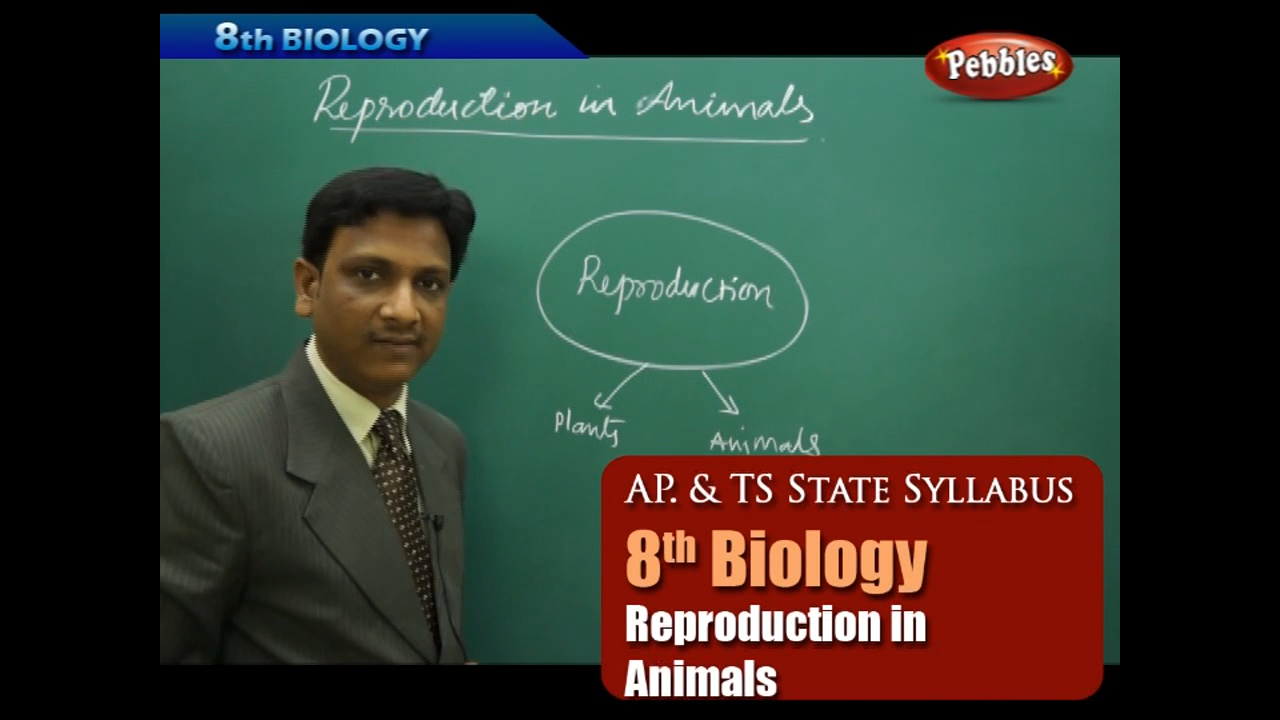 8th BIOLOGY
Pebbles
Reproduction in Animals
Reproduction
Plants
Animals
AP. & TS STATE SYLLABUS
8th Biology
Reproduction in
Animals